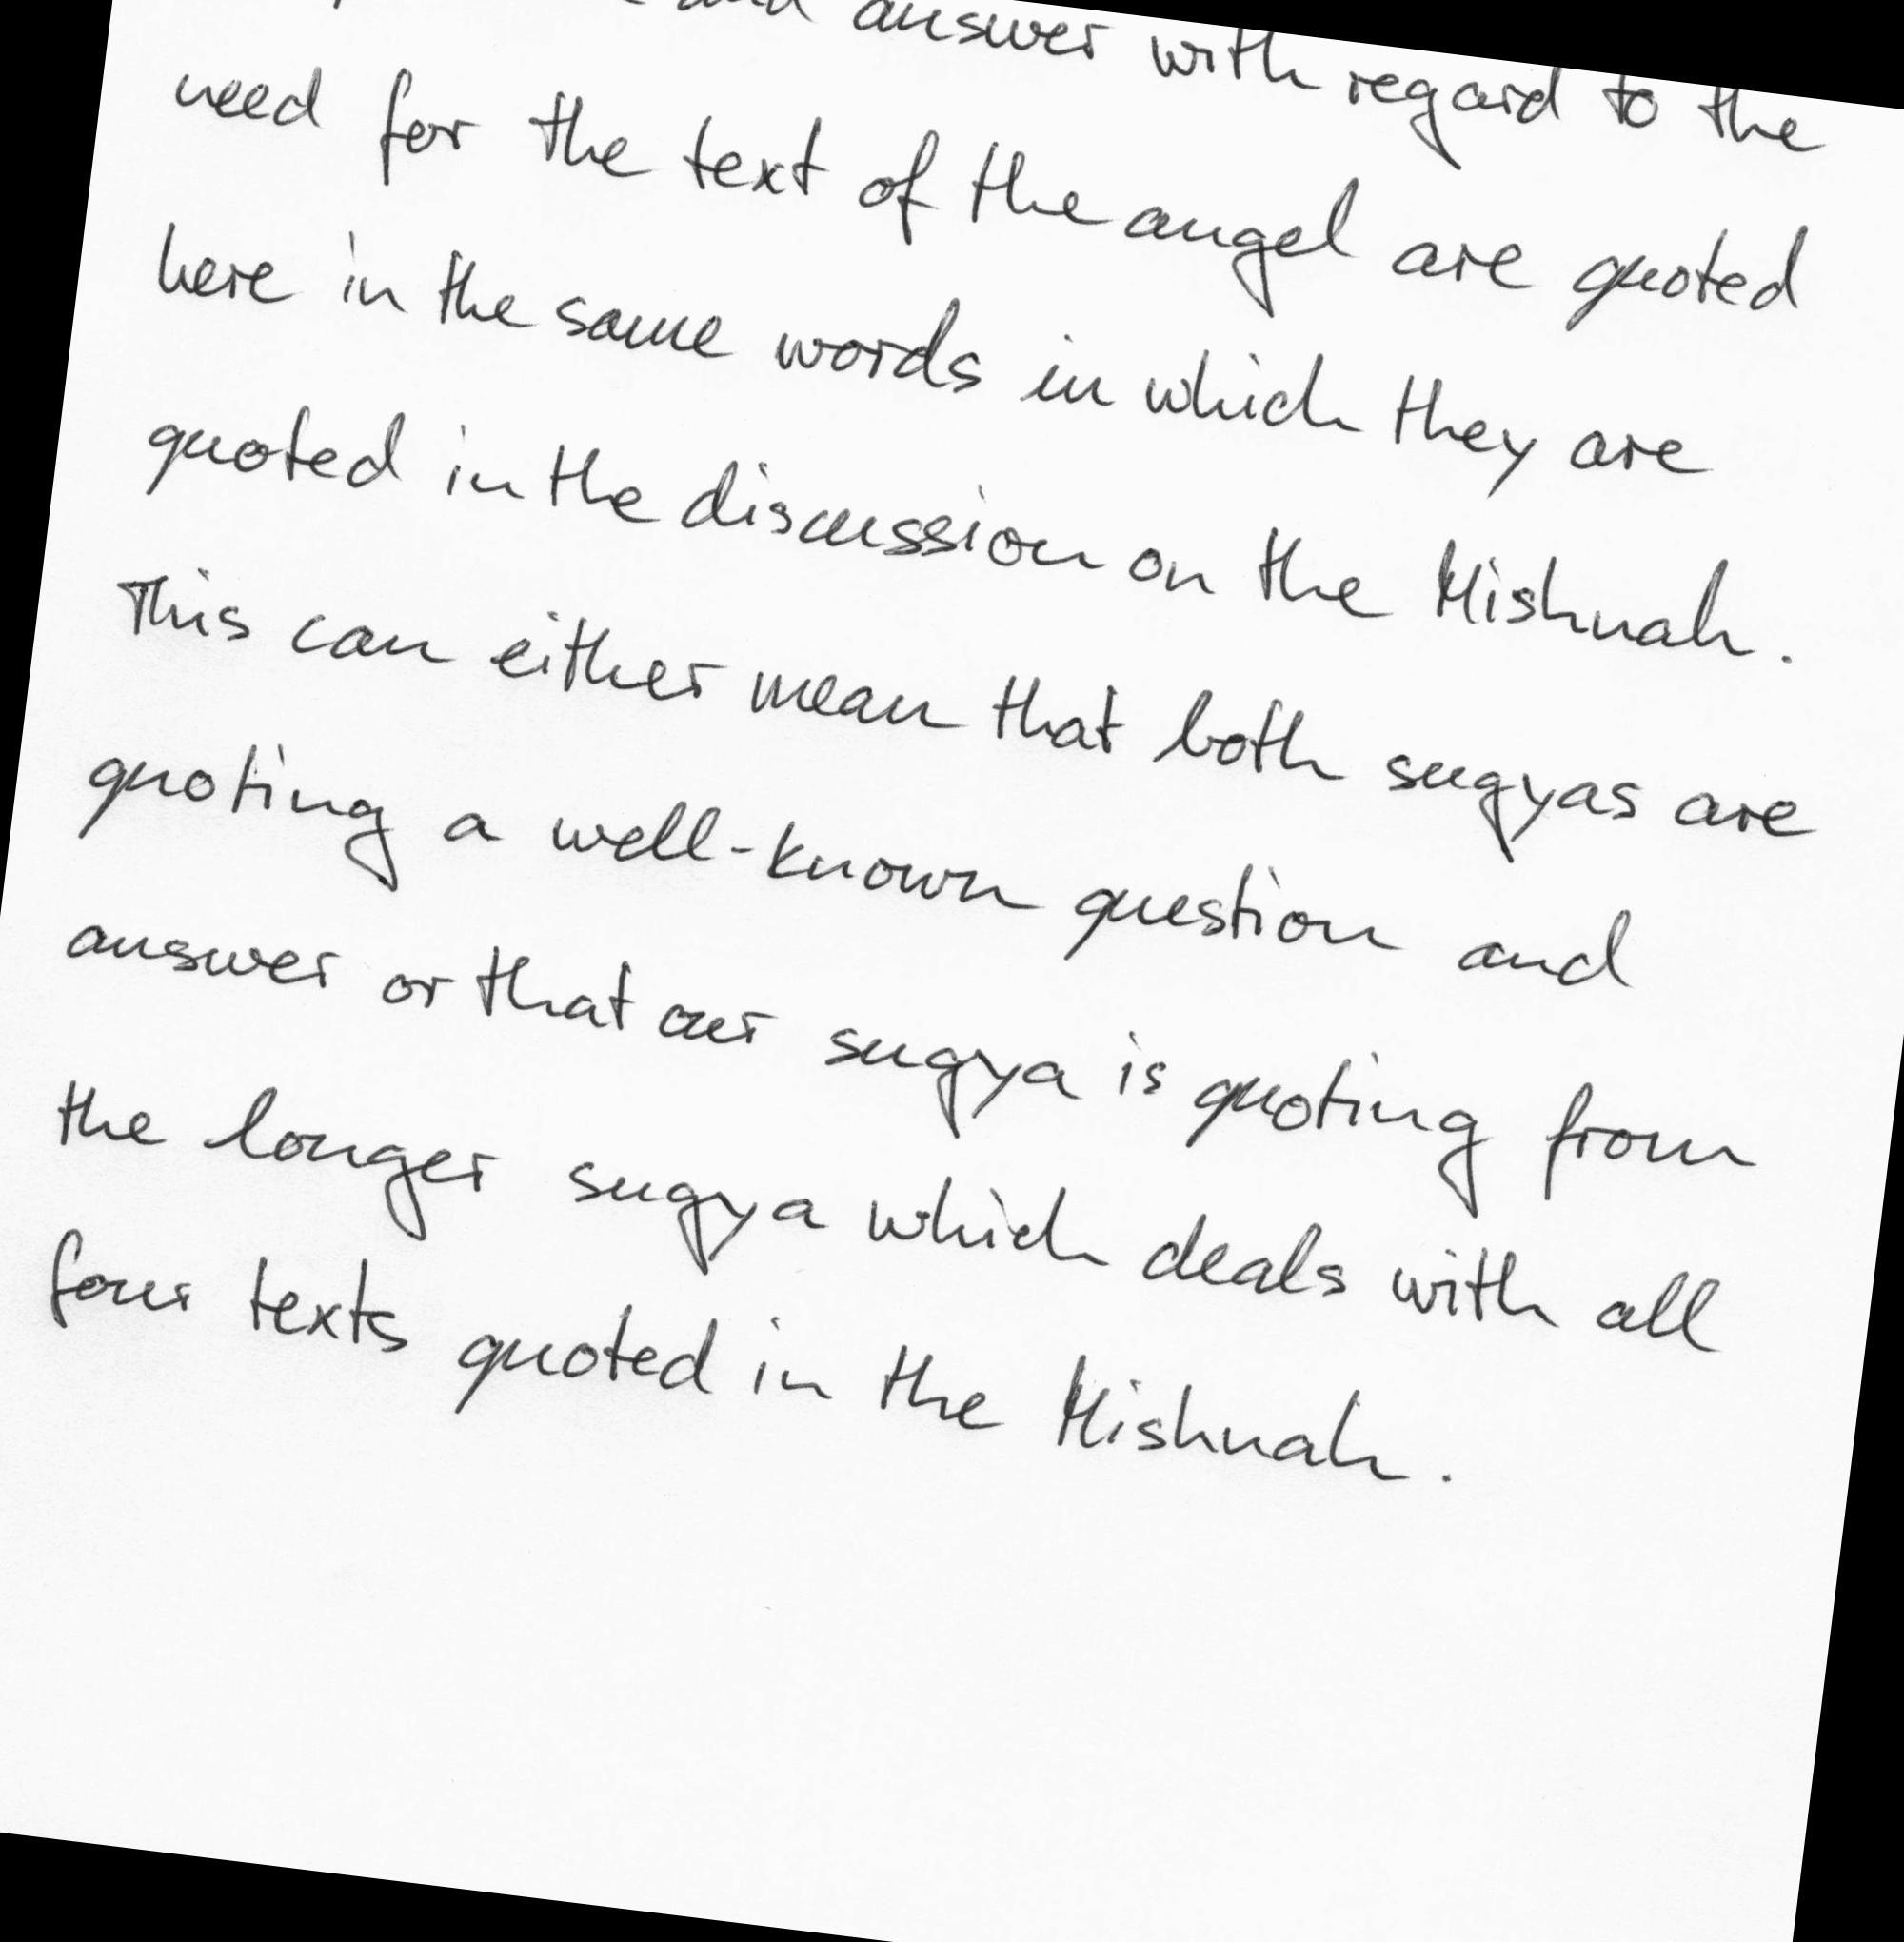 and answer with regard to the
need for the text of the angel are quoted
here in the same words in which they are
quoted in the discussion on the Mishnah.
This can either mean that both sugyas are
quoting a well-known question and
answer or that our sugya is quoting from
the longer sugya which deals with all
four texts quoted in the Mishnah.